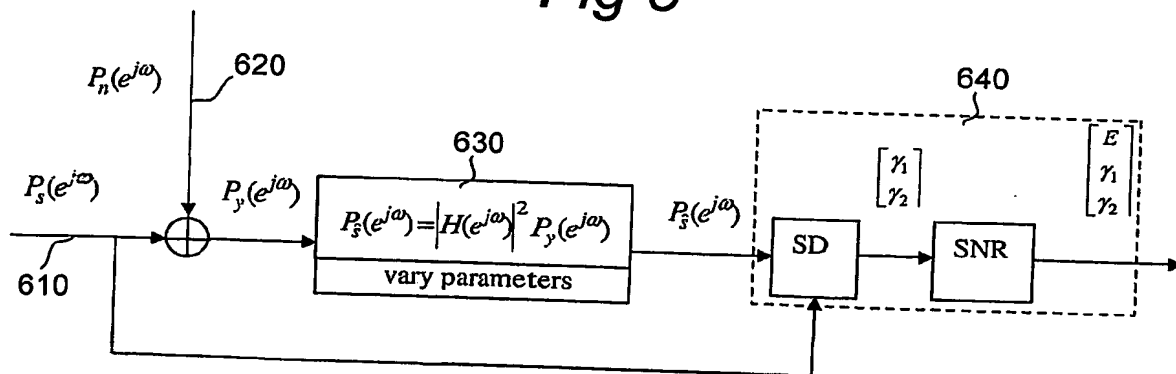 Fig
P_n(e^{jω})
620
640
630
[γ₁ γ₂]
[E γ₁ γ₂]
P_s(e^{jω})
P_y(e^{jω})
P_ŝ(e^{jω})=|H(e^{jω})|² P_y(e^{jω})
P_ŝ(e^{jω})
SD
SNR
vary parameters
610